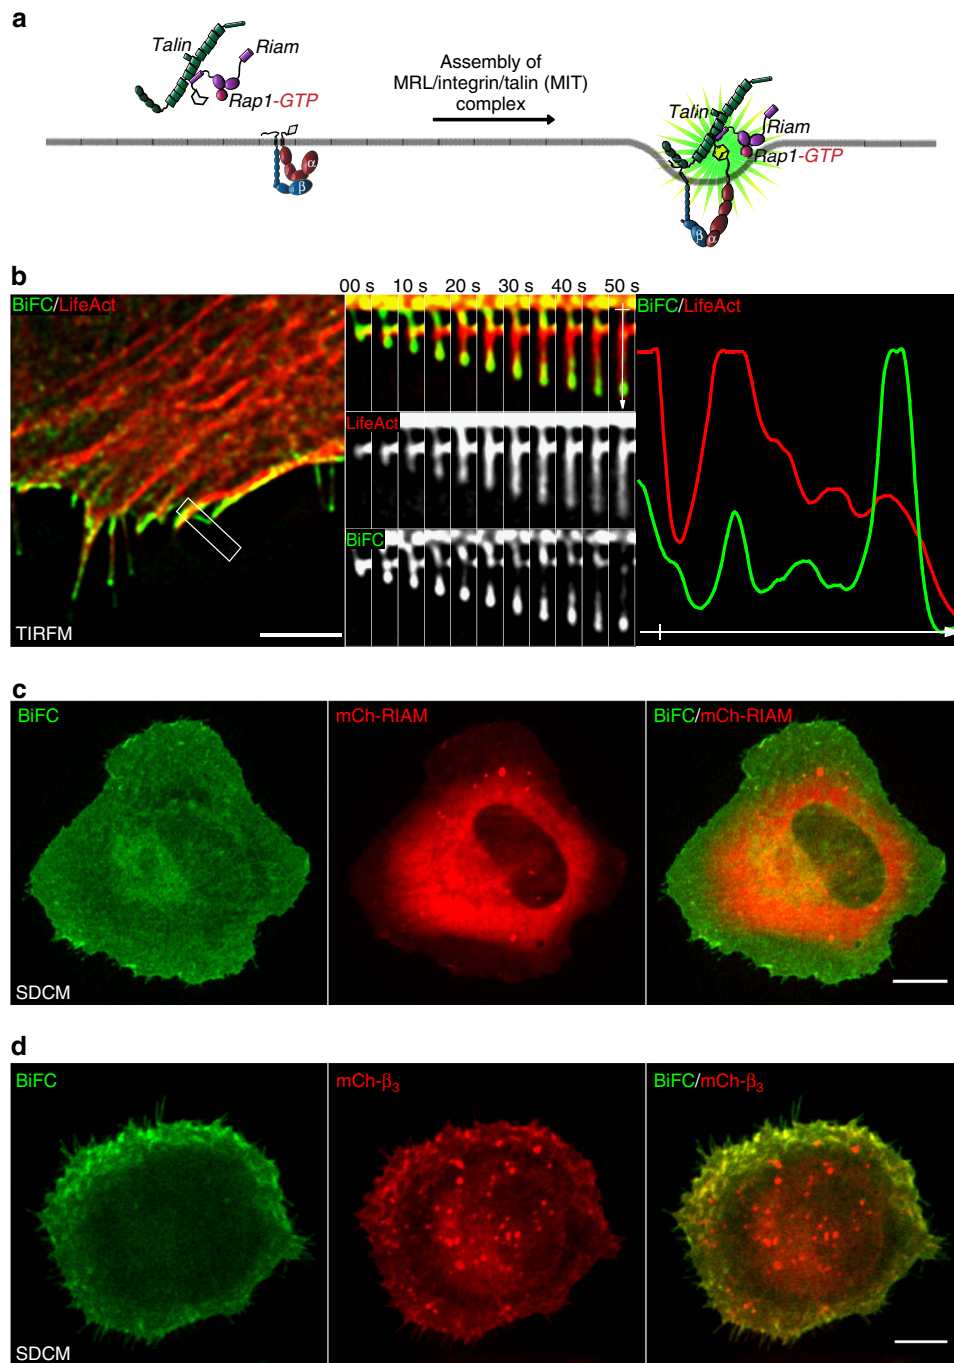 a
Talin
Riam
Rap1-GTP
β
α
Assembly of
MRL/integrin/talin (MIT)
complex
Talin
Riam
Rap1-GTP
β
α
b
BiFC/LifeAct
TIRFM
00 s 10 s 20 s 30 s 40 s 50 s
LifeAct
BiFC
BiFC/LifeAct
c
BiFC
SDCM
mCh-RIAM
BiFC/mCh-RIAM
d
BiFC
SDCM
mCh-β₃
BiFC/mCh-β₃